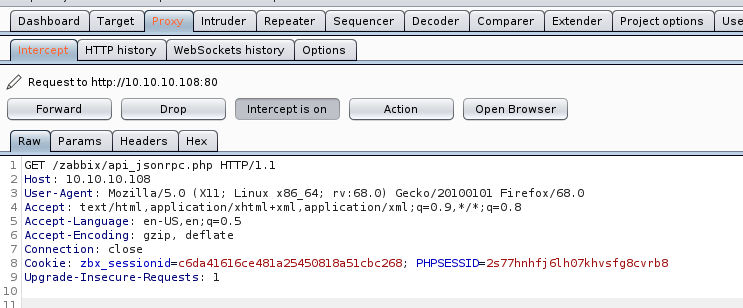 Dashboard Target Proxy Intruder Repeater Sequencer Decoder Comparer Extender Project options Use
Intercept HTTP history WebSockets history Options
Request to http://10.10.10.108:80
Forward Drop Intercept is on Action Open Browser
Raw Params Headers Hex
1 GET /zabbix/api_jsonrpc.php HTTP/1.1
2 Host: 10.10.10.108
3 User-Agent: Mozilla/5.0 (X11; Linux x86_64; rv:68.0) Gecko/20100101 Firefox/68.0
4 Accept: text/html,application/xhtml+xml,application/xml;q=0.9,*/*;q=0.8
5 Accept-Language: en-US,en;q=0.5
6 Accept-Encoding: gzip, deflate
7 Connection: close
8 Cookie: zbx_sessionid=c6da41616ce481a25450818a51cbc268; PHPSESSID=2s77hnhfj6lh07khvsfg8cvrb8
9 Upgrade-Insecure-Requests: 1
10
11